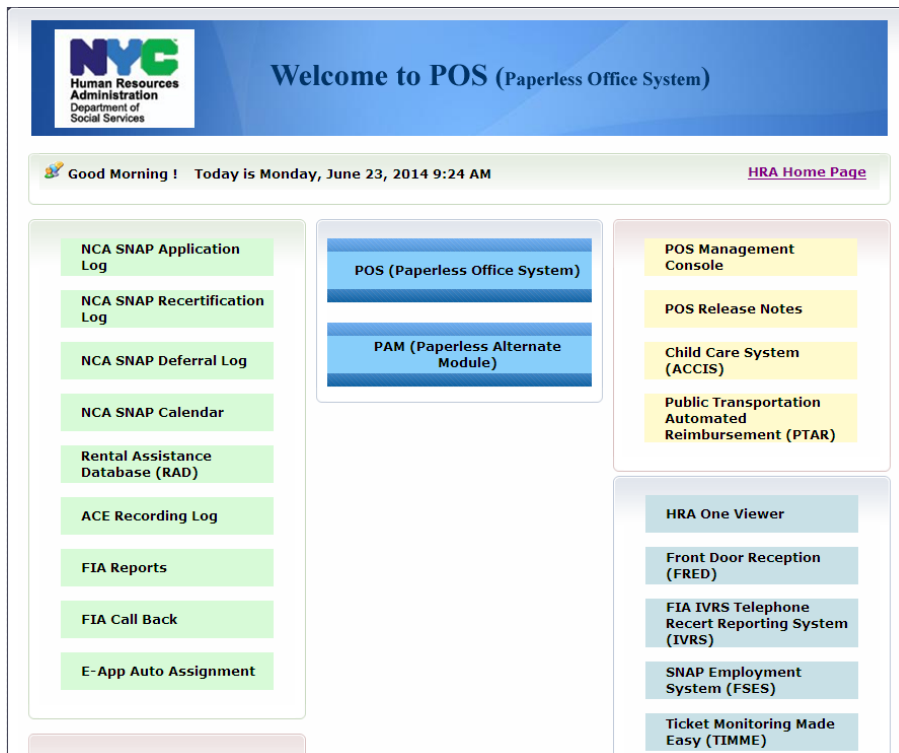 NYC
Human Resources
Administration
Department of
Social Services
Welcome to POS (Paperless Office System)
Good Morning ! Today is Monday, June 23, 2014 9:24 AM
HRA Home Page
NCA SNAP Application
Log
NCA SNAP Recertification
Log
NCA SNAP Deferral Log
NCA SNAP Calendar
Rental Assistance
Database (RAD)
ACE Recording Log
FIA Reports
FIA Call Back
E-App Auto Assignment
POS (Paperless Office System)
PAM (Paperless Alternate
Module)
POS Management
Console
POS Release Notes
Child Care System
(ACCIS)
Public Transportation
Automated
Reimbursement (PTAR)
HRA One Viewer
Front Door Reception
(FRED)
FIA IVRS Telephone
Recert Reporting System
(IVRS)
SNAP Employment
System (FSES)
Ticket Monitoring Made
Easy (TIMME)